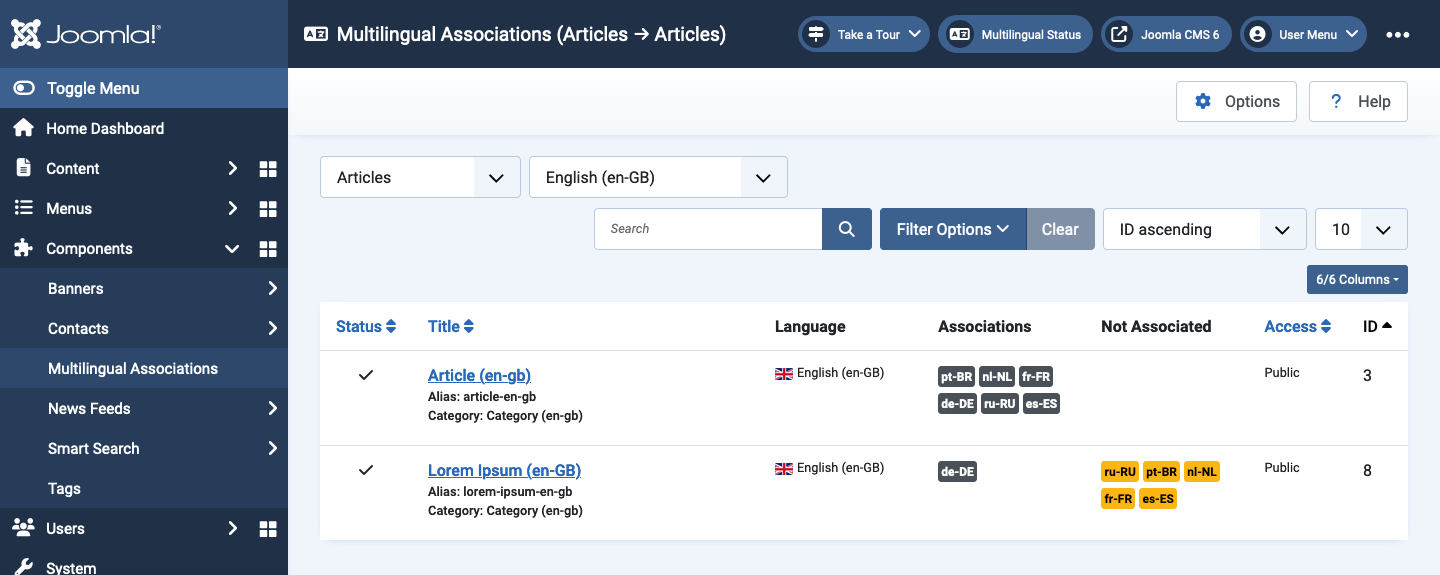 Joomla!®
Multilingual Associations (Articles → Articles)
Take a Tour
Multilingual Status
Joomla CMS 6
User Menu
Toggle Menu
Home Dashboard
Content
Menus
Components
Banners
Contacts
Multilingual Associations
News Feeds
Smart Search
Tags
Users
System
Options
? Help
Articles
English (en-GB)
Search
Filter Options
Clear
ID ascending
10
6/6 Columns
Status Title Language Associations Not Associated Access ID
Article (en-gb) English (en-GB) pt-BR nl-NL fr-FR Public 3
Alias: article-en-gb de-DE ru-RU es-ES
Category: Category (en-gb)
Lorem Ipsum (en-GB) English (en-GB) de-DE ru-RU pt-BR nl-NL Public 8
Alias: lorem-ipsum-en-gb fr-FR es-ES
Category: Category (en-gb)